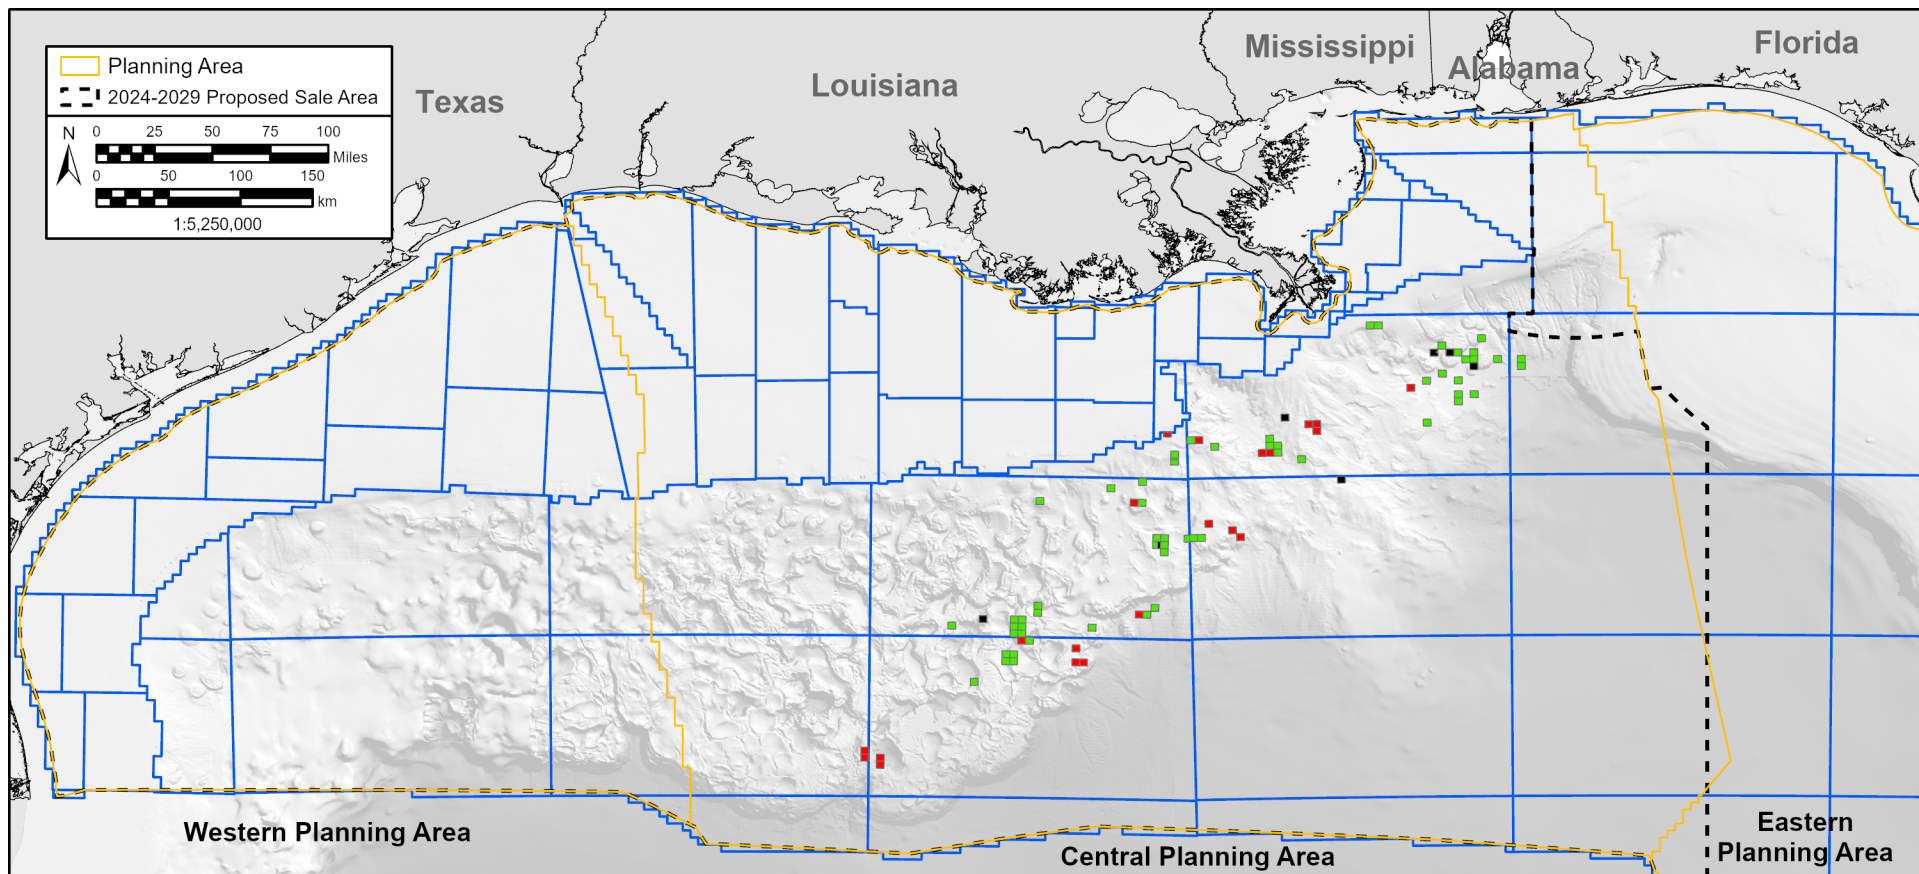 Mississippi
Florida
Alabama
Louisiana
Texas
Planning Area
2024-2029 Proposed Sale Area
N
0 25 50 75 100
Miles
0 50 100 150
km
1:5,250,000
Western Planning Area
Central Planning Area
Eastern
Planning Area